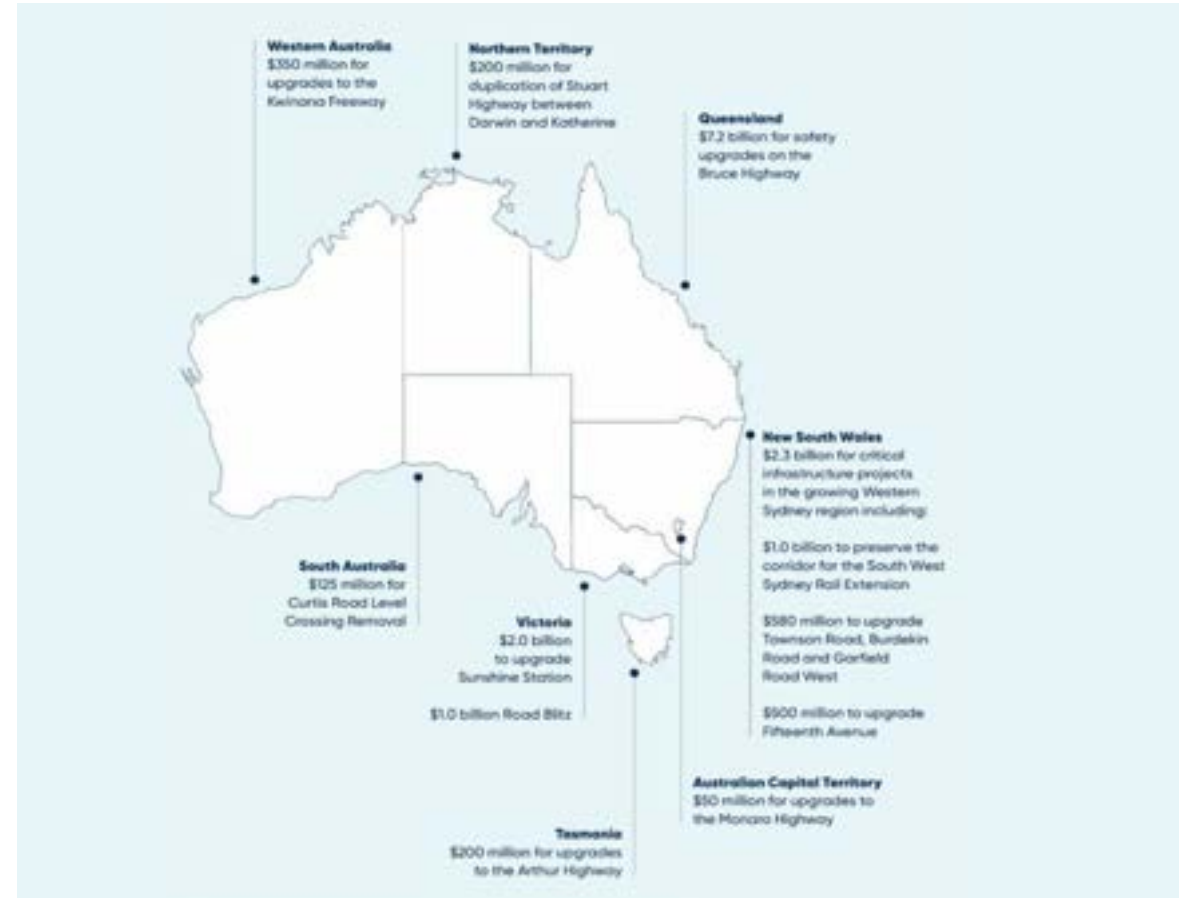 Western Australia
$350 million for
upgrades to the
Kwinana Freeway
Northern Territory
$200 million for
duplication of Stuart
Highway between
Darwin and Katherine
Queensland
$7.2 billion for safety
upgrades on the
Bruce Highway
New South Wales
$2.3 billion for critical
infrastructure projects
in the growing Western
Sydney region including:
$1.0 billion to preserve the
corridor for the South West
Sydney Rail Extension
$580 million to upgrade
Townson Road, Burdekin
Road and Garfield
Road West
$500 million to upgrade
Fifteenth Avenue
South Australia
$125 million for
Curtis Road Level
Crossing Removal
Victoria
$2.0 billion
to upgrade
Sunshine Station
$1.0 billion Road Blitz
Australian Capital Territory
$50 million for upgrades to
the Monaro Highway
Tasmania
$200 million for upgrades
to the Arthur Highway